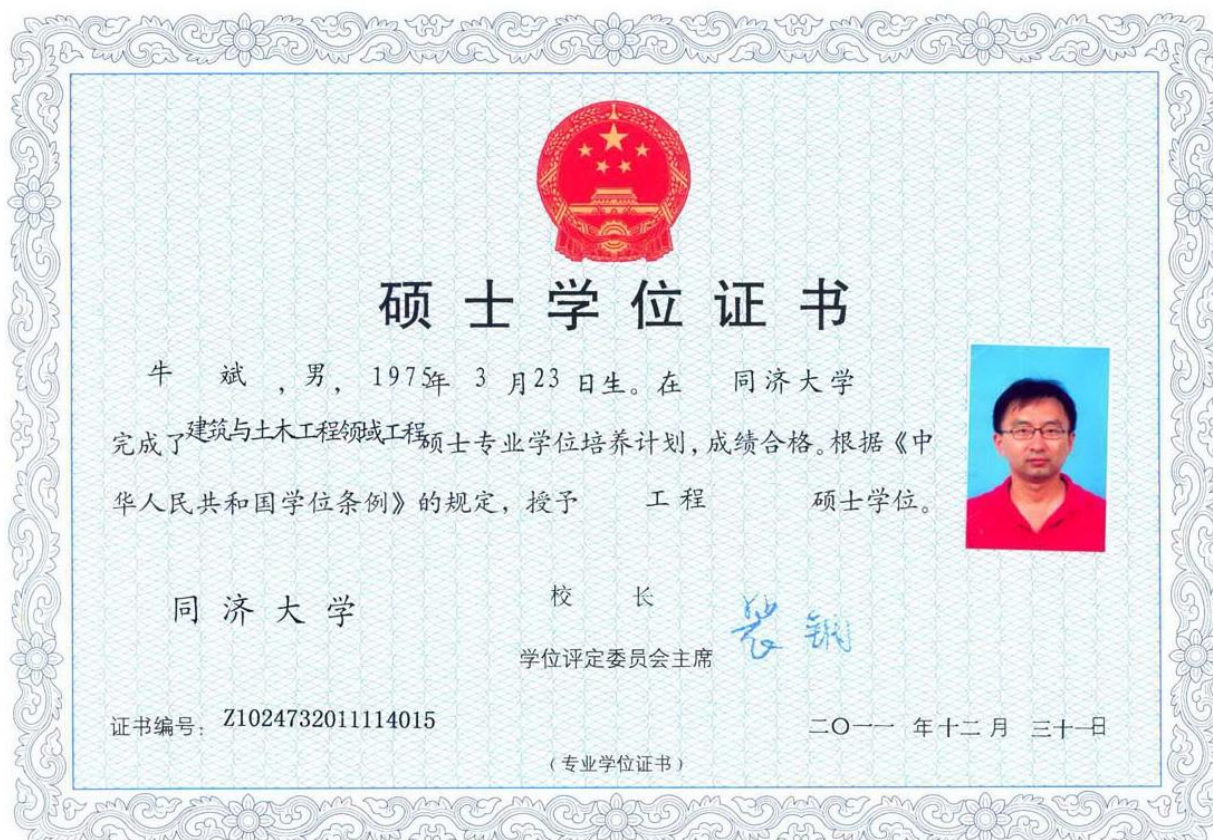 硕士学位证书
牛 斌 ,男, 1975年 3 月23 日生。在 同济大学
完成了建筑与土木工程领域工程硕士专业学位培养计划,成绩合格。根据《中
华人民共和国学位条例》的规定, 授予 工程 硕士学位。
同济大学
校 长
裴钢
学位评定委员会主席
证书编号: Z1024732011114015
二〇一一 年十二月 三十一日
(专业学位证书)